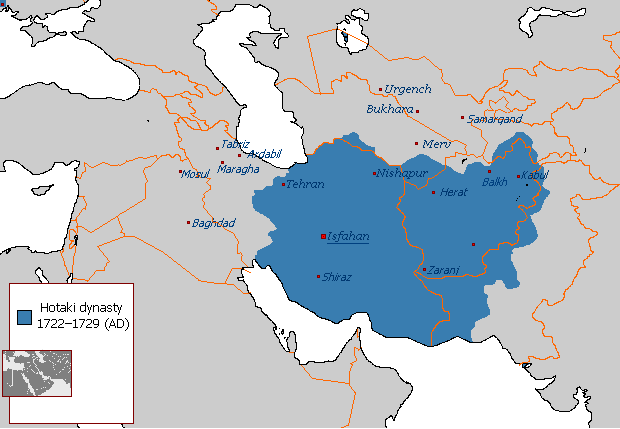 Urgench
Bukhara
Samarqand
Tabriz
Ardabil
Merv
Maragha
Mosul
Nishapur
Tehran
Balkh
Kabul
Herat
Baghdad
Isfahan
Zaranj
Shiraz
Hotaki dynasty
1722–1729 (AD)